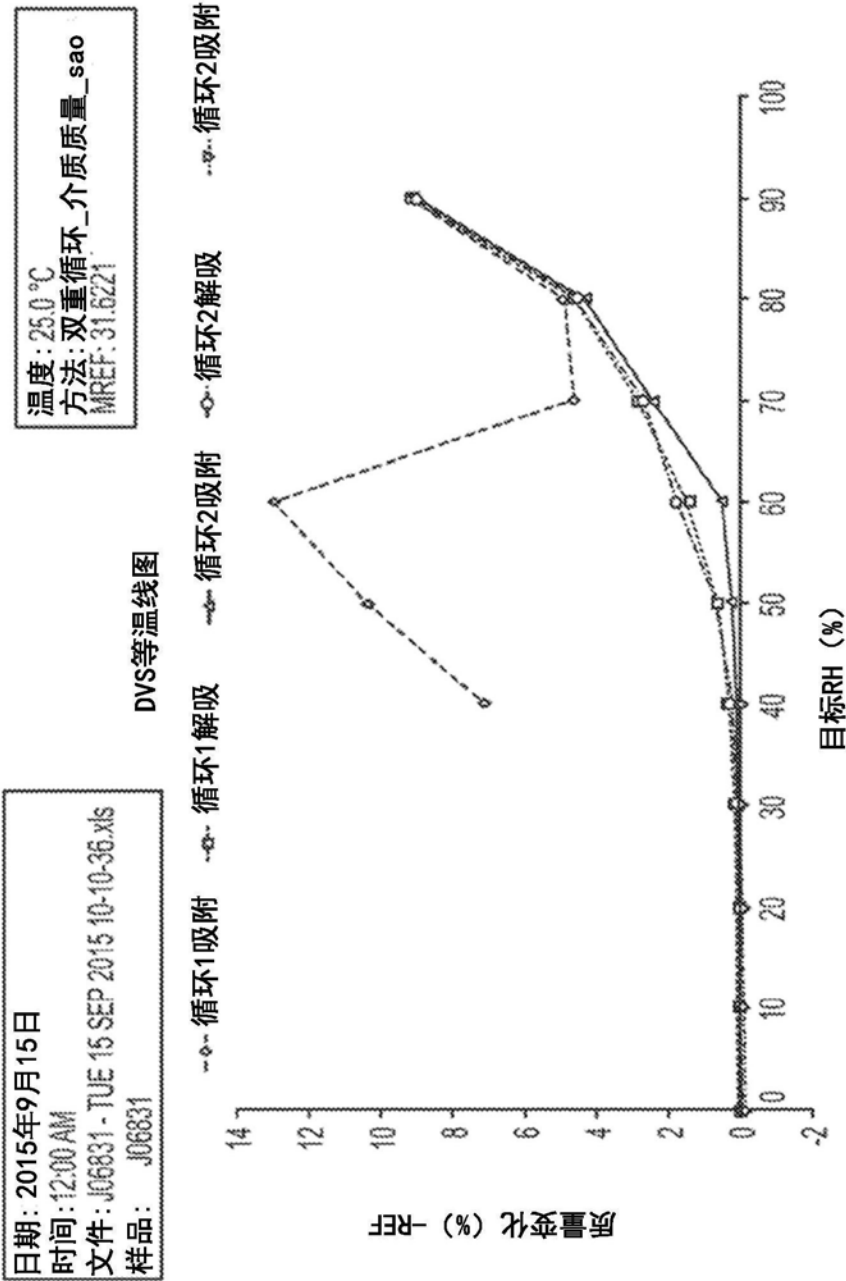 日期: 2015年9月15日
时间: 12:00 AM
文件: J06831 - TUE 15 SEP 2015 10-10-36.xls
样品: J06831
温度: 25.0 °C
方法: 双重循环_介质质量_sao
MREF: 31.6221
DVS等温线图
循环1吸附
循环1解吸
循环2吸附
循环2解吸
循环2吸附
14
12
10
8
6
4
2
0
-2
质量变化 (%) -REF
0
10
20
30
40
50
60
70
80
90
100
目标RH (%)